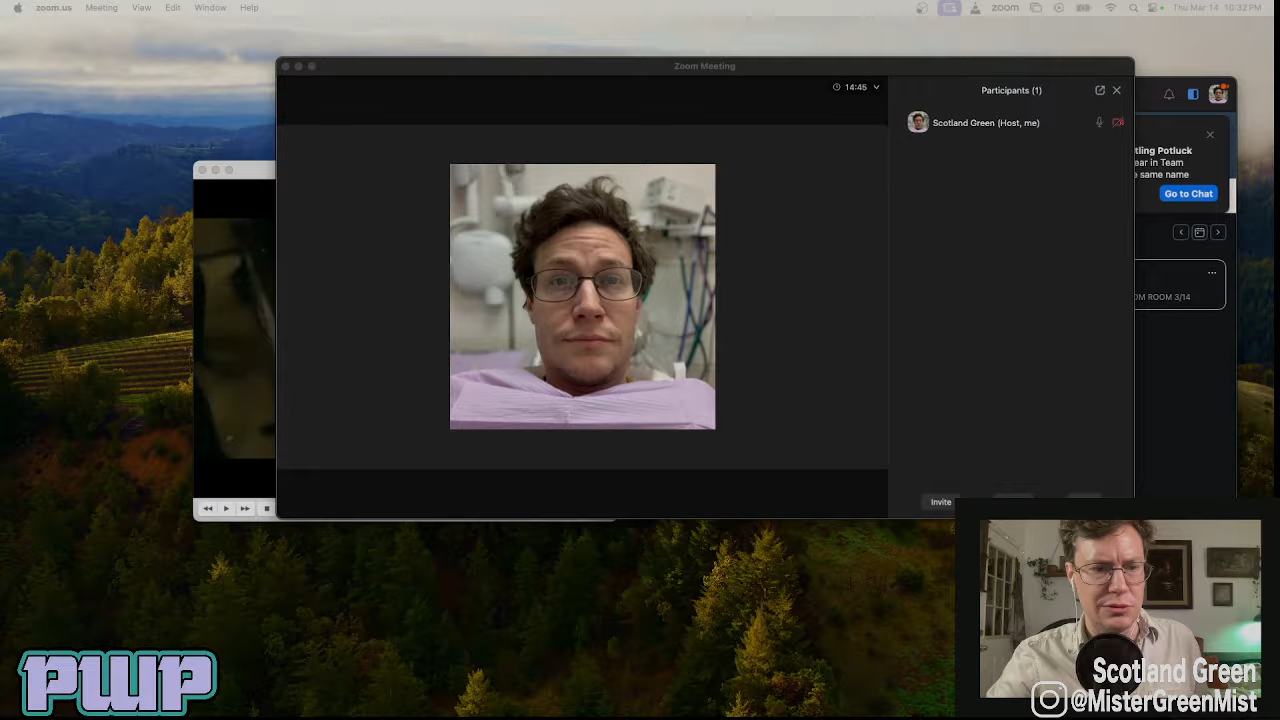 zoom.us Meeting View Edit Window Help
zoom Thu Mar 14 10:32 PM
Zoom Meeting
14:45
Participants (1)
Scotland Green (Host, me)
tling Potluck
ear in Team
e same name
Go to Chat
OM ROOM 3/14
Invite
PWP
Scotland Green
@MisterGreenMist